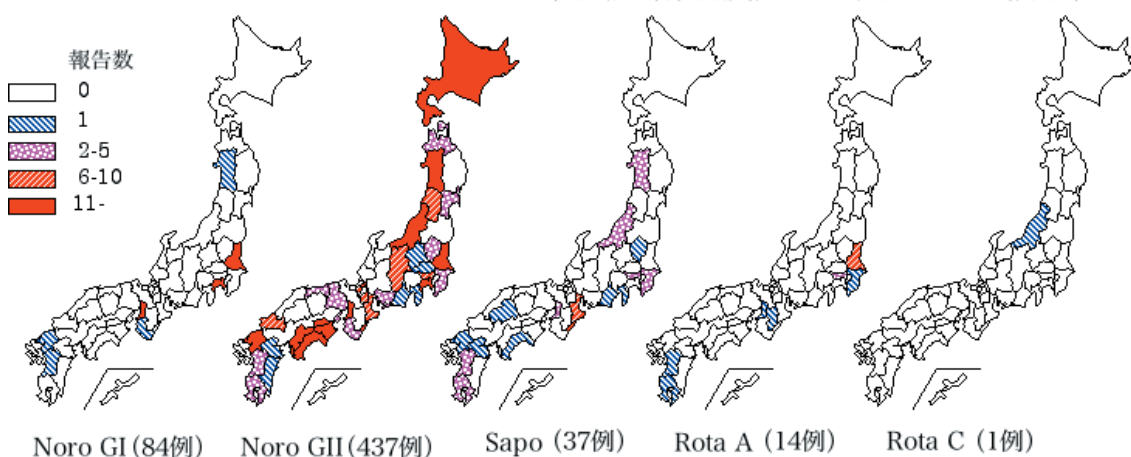 報告数
0
1
2-5
6-10
11-
Noro GI (84例)
Noro GII (437例)
Sapo (37例)
Rota A (14例)
Rota C (1例)